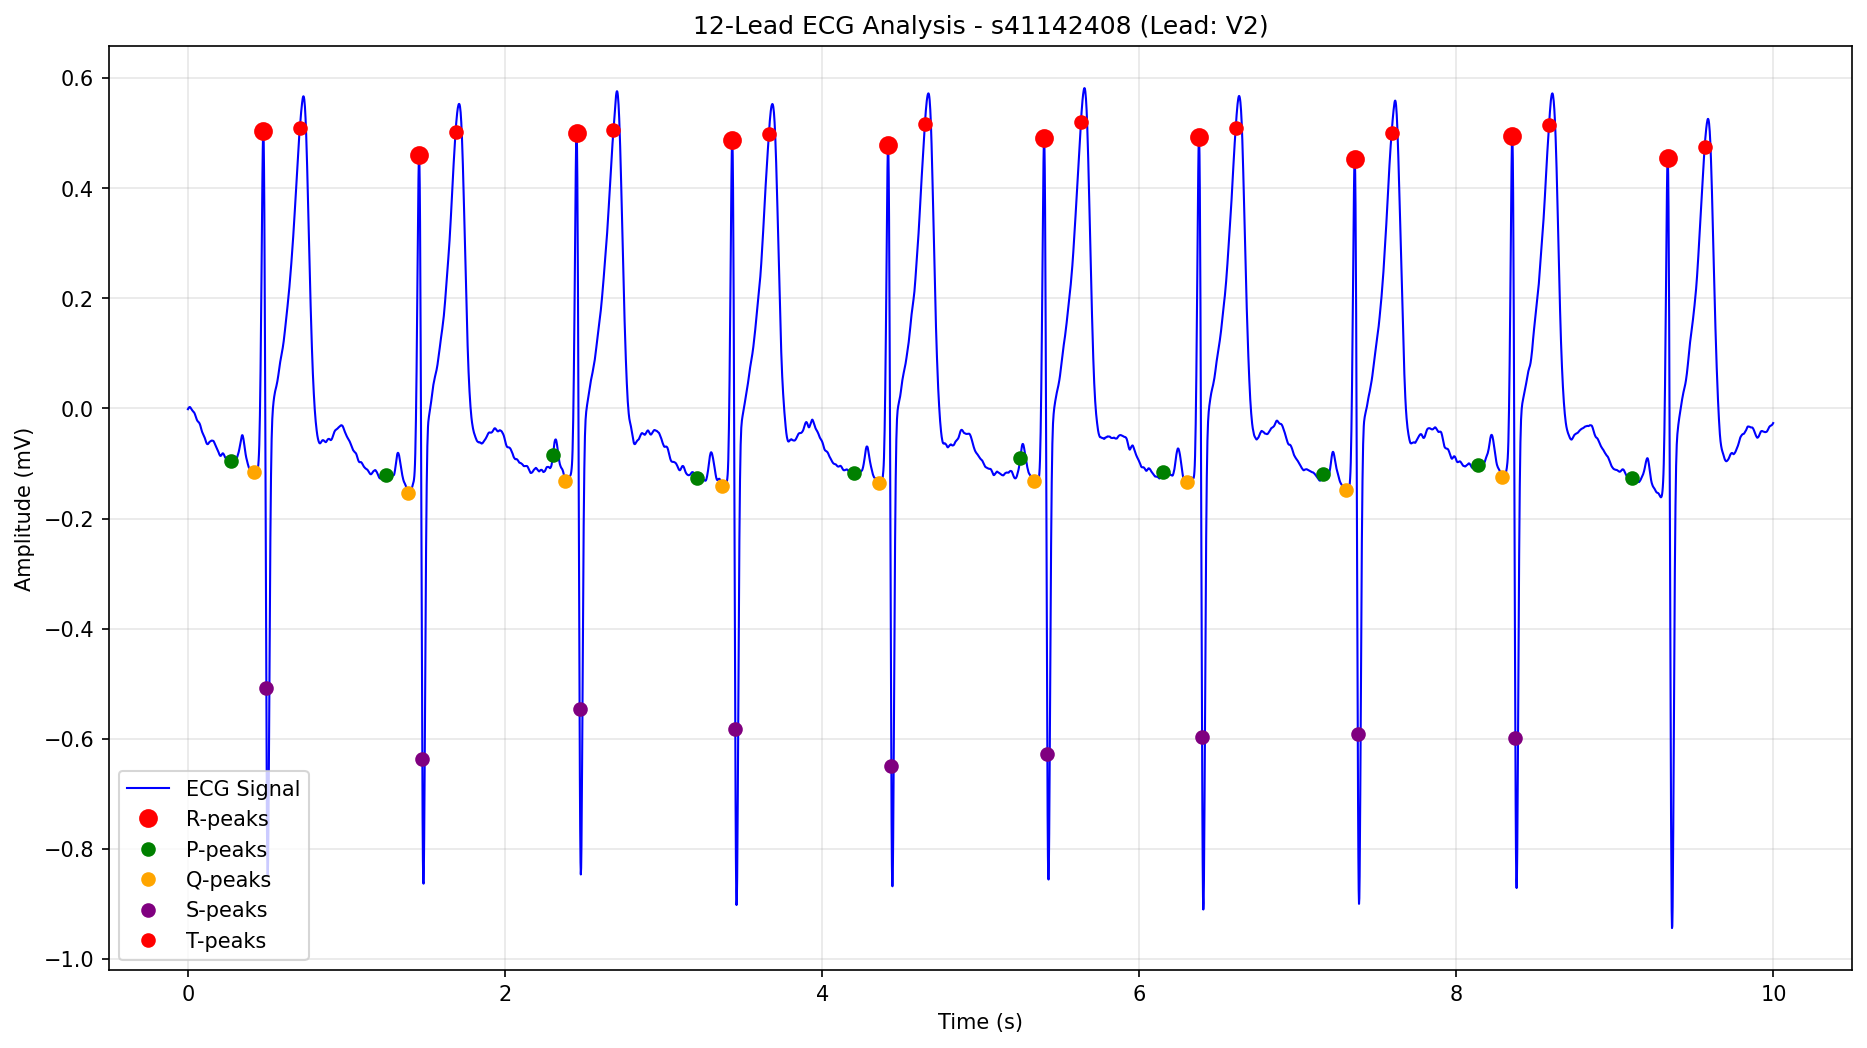 12-Lead ECG Analysis - s41142408 (Lead: V2)
Amplitude (mV)
0.6
0.4
0.2
0.0
−0.2
−0.4
−0.6
−0.8
−1.0
ECG Signal
R-peaks
P-peaks
Q-peaks
S-peaks
T-peaks
0 2 4 6 8 10
Time (s)